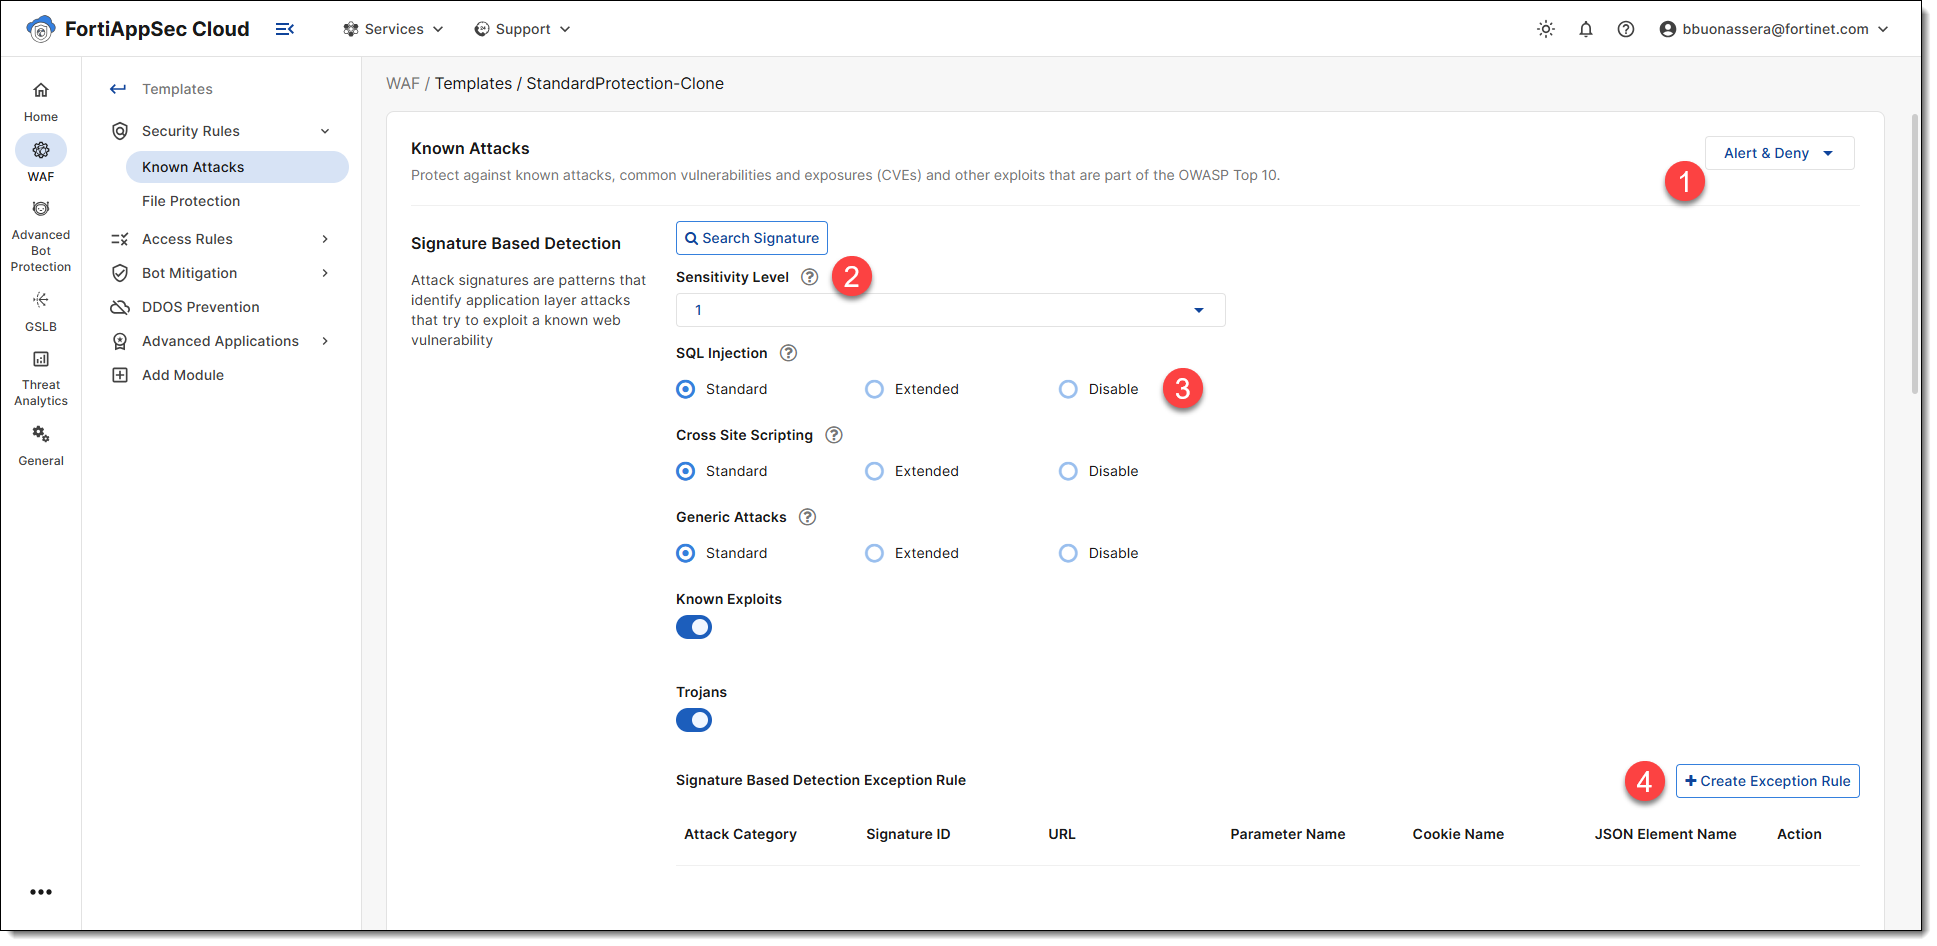 FortiAppSec Cloud
Services
Support
bbuonassera@fortinet.com
Home
WAF
Advanced
Bot
Protection
GSLB
Threat
Analytics
General
Templates
Security Rules
Known Attacks
File Protection
Access Rules
Bot Mitigation
DDOS Prevention
Advanced Applications
Add Module
WAF / Templates / StandardProtection-Clone
Known Attacks
Protect against known attacks, common vulnerabilities and exposures (CVEs) and other exploits that are part of the OWASP Top 10.
Alert & Deny
1
Signature Based Detection
Attack signatures are patterns that
identify application layer attacks
that try to exploit a known web
vulnerability
Search Signature
Sensitivity Level ? 2
1
SQL Injection ?
Standard Extended Disable 3
Cross Site Scripting ?
Standard Extended Disable
Generic Attacks ?
Standard Extended Disable
Known Exploits
Trojans
Signature Based Detection Exception Rule 4 + Create Exception Rule
Attack Category Signature ID URL Parameter Name Cookie Name JSON Element Name Action